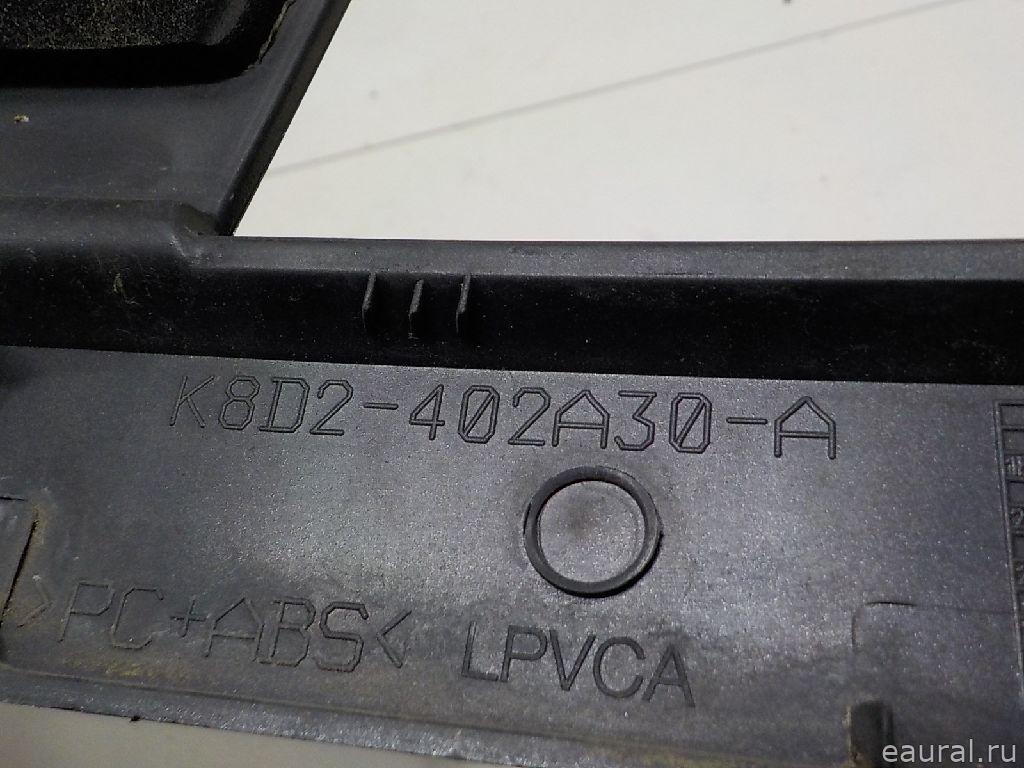 K8D2-402A30-A
>PC+ABS< LPVCA
eaural.ru